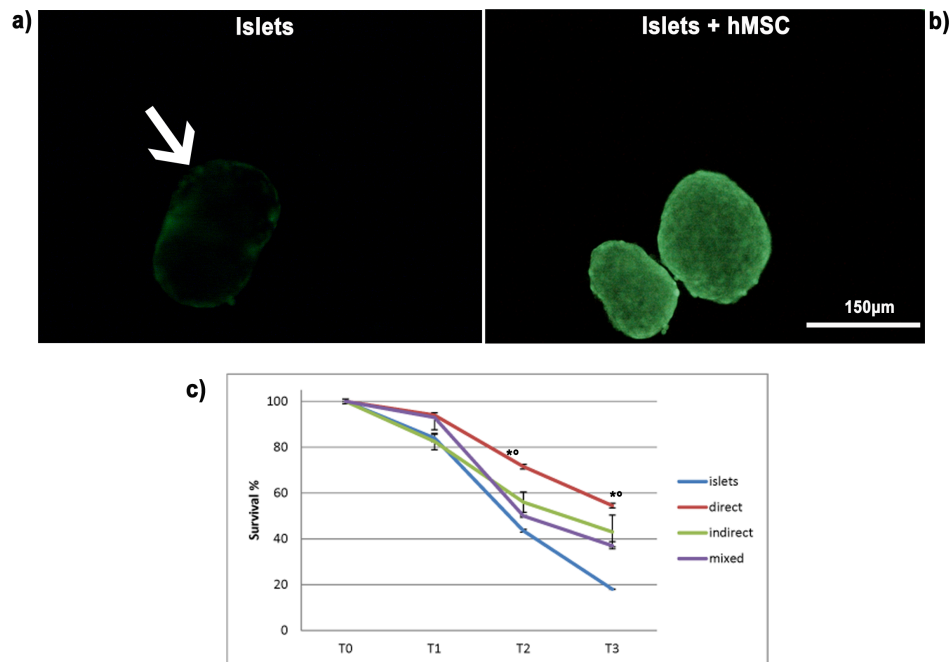 a)
Islets
Islets + hMSC
b)
150µm
c)
Survival %
100
80
60
40
20
0
*°
*°
T0
T1
T2
T3
islets
direct
indirect
mixed